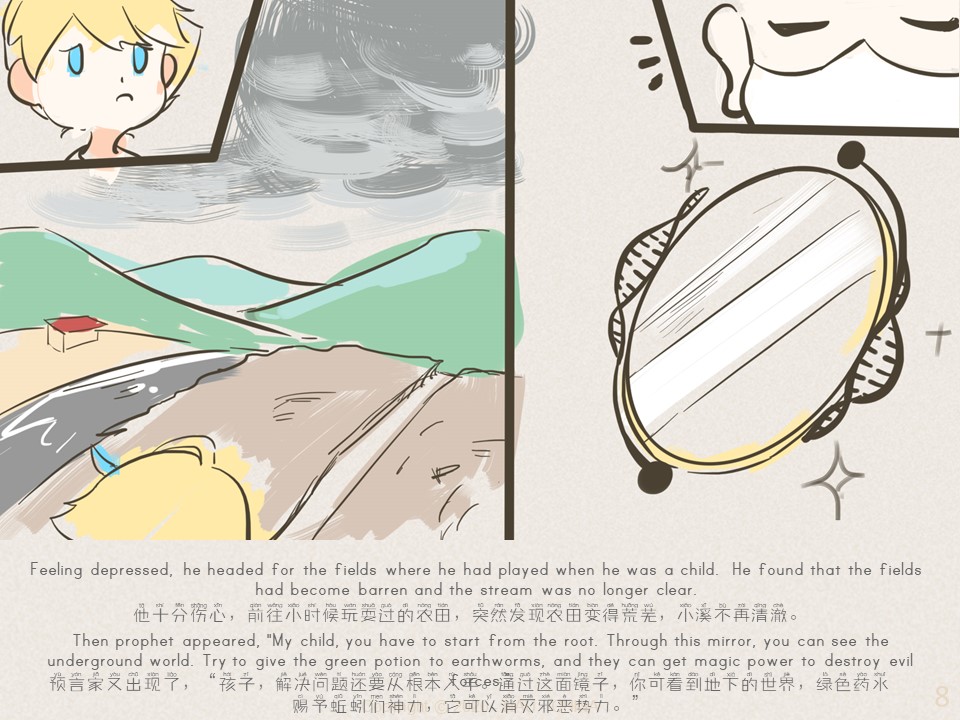 Feeling depressed, he headed for the fields where he had played when he was a child. He found that the fields
had become barren and the stream was no longer clear.
他十分伤心，前往小时候玩耍过的农田，突然发现农田变得荒芜，小溪不再清澈。
Then prophet appeared, "My child, you have to start from the root. Through this mirror, you can see the
underground world. Try to give the green potion to earthworms, and they can get magic power to destroy evil
forces."
预言家又出现了，“孩子，解决问题还要从根本入手。通过这面镜子，你可看到地下的世界，绿色药水
赐予蚯蚓们神力，它可以消灭邪恶势力。”
8